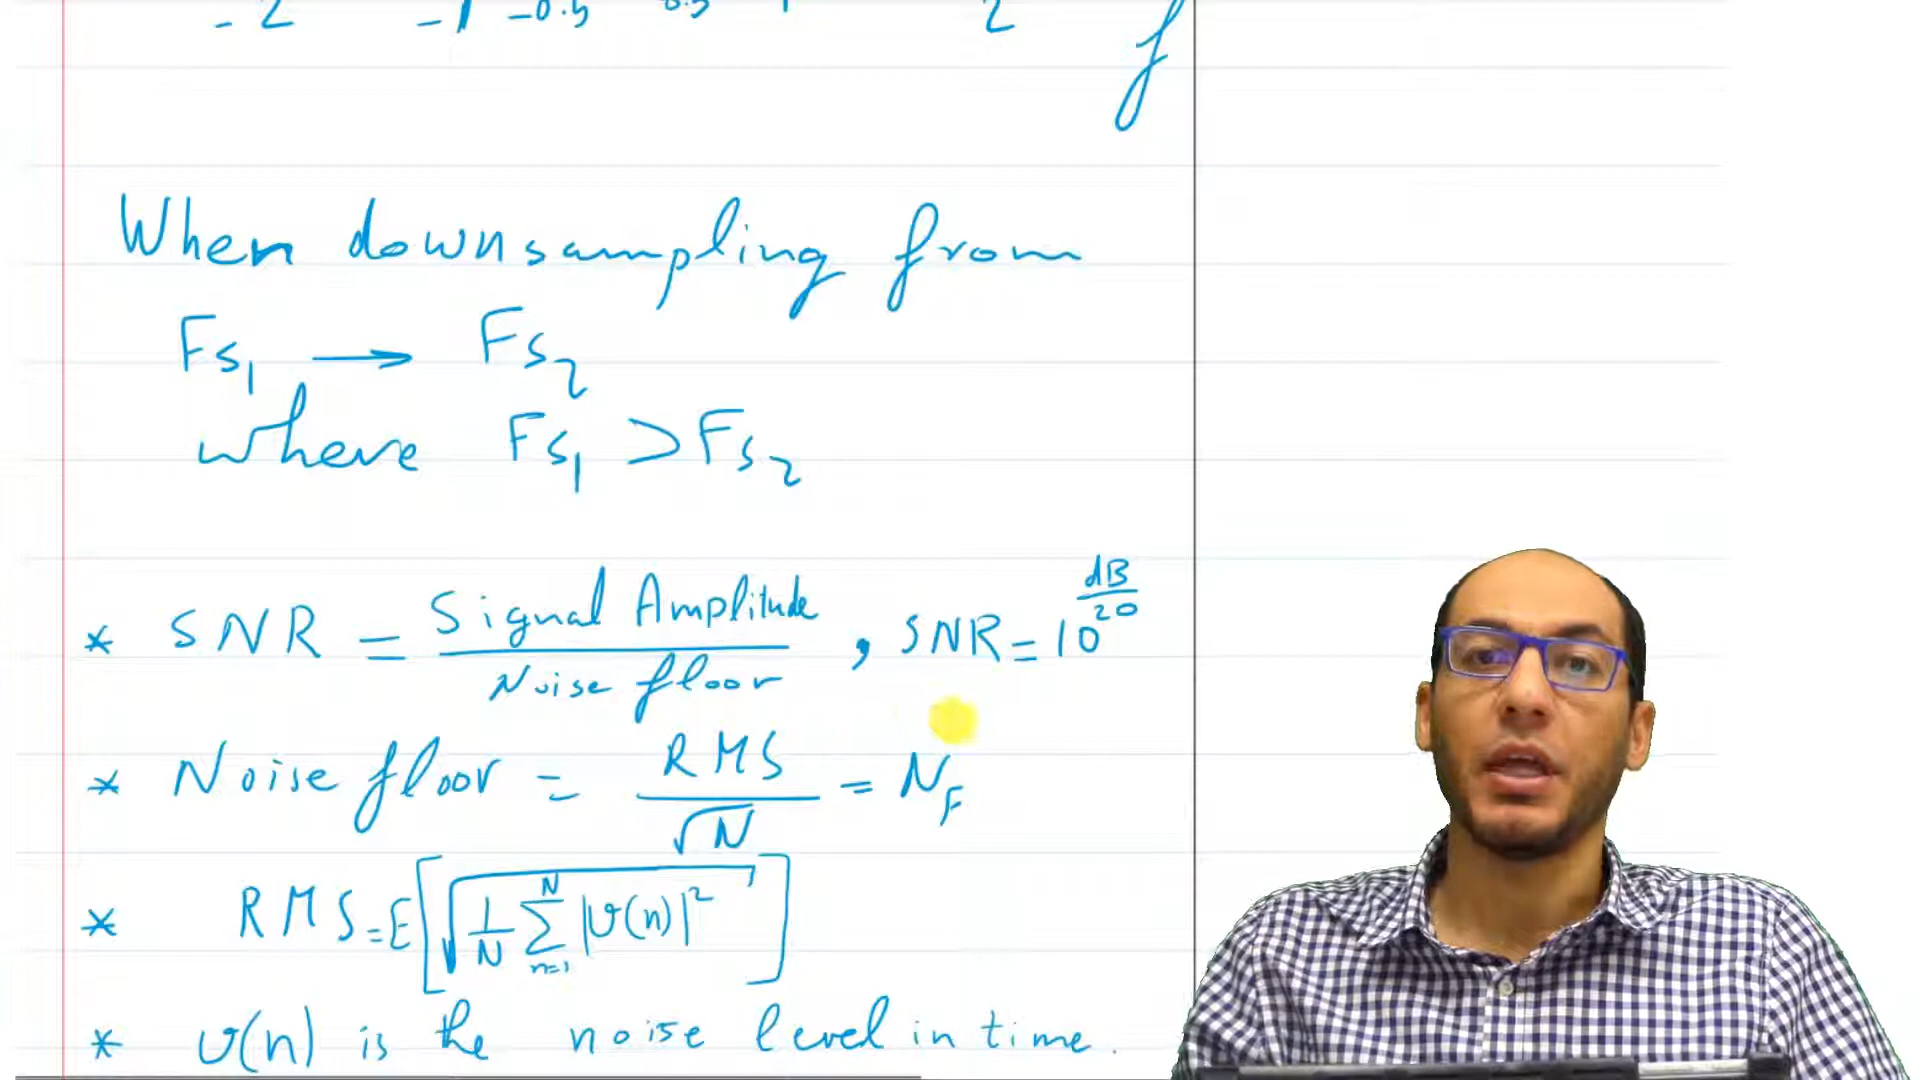 -2 -1 -0.5 0.5 1 2 f
When downsampling from
Fs₁ → Fs₂
where Fs₁ > Fs₂
* SNR = Signal Amplitude / Noise floor , SNR = 10^(dB/20)
* Noise floor = RMS / √N = N_F
* RMS = E[√(1/N ∑_{n=1}^{N} |v(n)|²)]
* v(n) is the noise level in time.